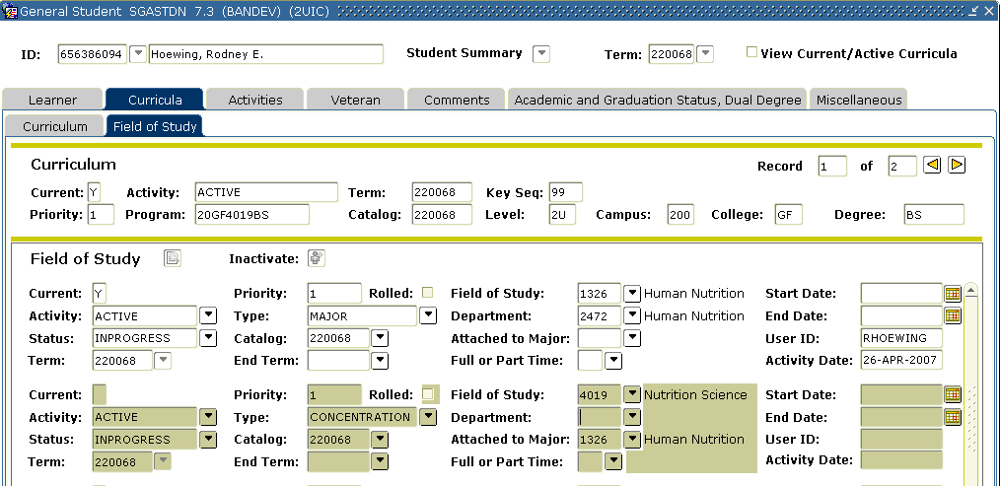 General Student SGASTDN 7.3 (BANDEV) (2UIC)
ID: 656386094 Hoewing, Rodney E. Student Summary Term: 220068 View Current/Active Curricula
Learner Curricula Activities Veteran Comments Academic and Graduation Status, Dual Degree Miscellaneous
Curriculum Field of Study
Curriculum Record 1 of 2
Current: Y Activity: ACTIVE Term: 220068 Key Seq: 99
Priority: 1 Program: 20GF4019BS Catalog: 220068 Level: 2U Campus: 200 College: GF Degree: BS
Field of Study Inactivate:
Current: Y Priority: 1 Rolled: Field of Study: 1326 Human Nutrition Start Date:
Activity: ACTIVE Type: MAJOR Department: 2472 Human Nutrition End Date:
Status: INPROGRESS Catalog: 220068 Attached to Major: User ID: RHOEWING
Term: 220068 End Term: Full or Part Time: Activity Date: 26-APR-2007
Current: Priority: 1 Rolled: Field of Study: 4019 Nutrition Science Start Date:
Activity: ACTIVE Type: CONCENTRATION Department: End Date:
Status: INPROGRESS Catalog: 220068 Attached to Major: 1326 Human Nutrition User ID:
Term: 220068 End Term: Full or Part Time: Activity Date: